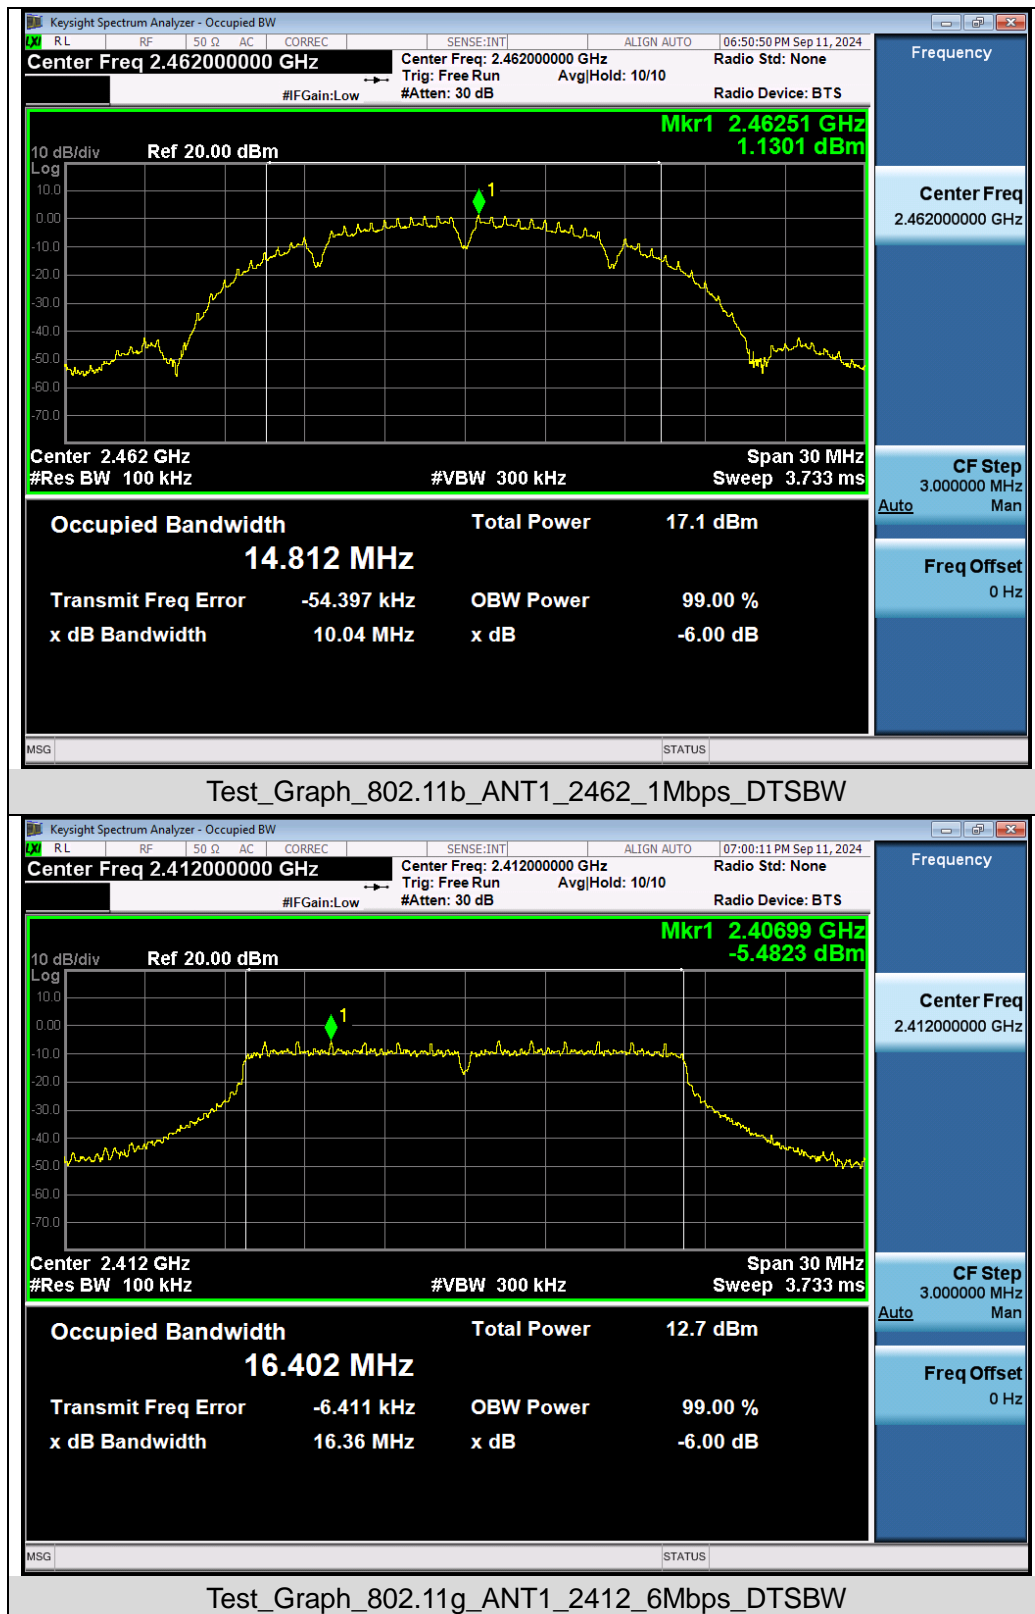 Keysight Spectrum Analyzer - Occupied BW
LXI RL RF 50 Ω AC CORREC SENSE:INT ALIGN AUTO 06:50:50 PM Sep 11, 2024
Center Freq 2.462000000 GHz
Center Freq: 2.462000000 GHz Radio Std: None
Trig: Free Run Avg|Hold: 10/10
#IFGain:Low #Atten: 30 dB Radio Device: BTS
Frequency
Mkr1 2.46251 GHz
1.1301 dBm
10 dB/div Ref 20.00 dBm
Log
10.0
0.00
-10.0
-20.0
-30.0
-40.0
-50.0
-60.0
-70.0
1
Center Freq
2.462000000 GHz
Center 2.462 GHz Span 30 MHz
#Res BW 100 kHz #VBW 300 kHz Sweep 3.733 ms
CF Step
3.000000 MHz
Auto Man
Freq Offset
0 Hz
Occupied Bandwidth Total Power 17.1 dBm
14.812 MHz
Transmit Freq Error -54.397 kHz OBW Power 99.00 %
x dB Bandwidth 10.04 MHz x dB -6.00 dB
MSG STATUS
Test_Graph_802.11b_ANT1_2462_1Mbps_DTSBW
Keysight Spectrum Analyzer - Occupied BW
LXI RL RF 50 Ω AC CORREC SENSE:INT ALIGN AUTO 07:00:11 PM Sep 11, 2024
Center Freq 2.412000000 GHz
Center Freq: 2.412000000 GHz Radio Std: None
Trig: Free Run Avg|Hold: 10/10
#IFGain:Low #Atten: 30 dB Radio Device: BTS
Frequency
Mkr1 2.40699 GHz
-5.4823 dBm
10 dB/div Ref 20.00 dBm
Log
10.0
0.00
-10.0
-20.0
-30.0
-40.0
-50.0
-60.0
-70.0
1
Center Freq
2.412000000 GHz
Center 2.412 GHz Span 30 MHz
#Res BW 100 kHz #VBW 300 kHz Sweep 3.733 ms
CF Step
3.000000 MHz
Auto Man
Freq Offset
0 Hz
Occupied Bandwidth Total Power 12.7 dBm
16.402 MHz
Transmit Freq Error -6.411 kHz OBW Power 99.00 %
x dB Bandwidth 16.36 MHz x dB -6.00 dB
MSG STATUS
Test_Graph_802.11g_ANT1_2412_6Mbps_DTSBW